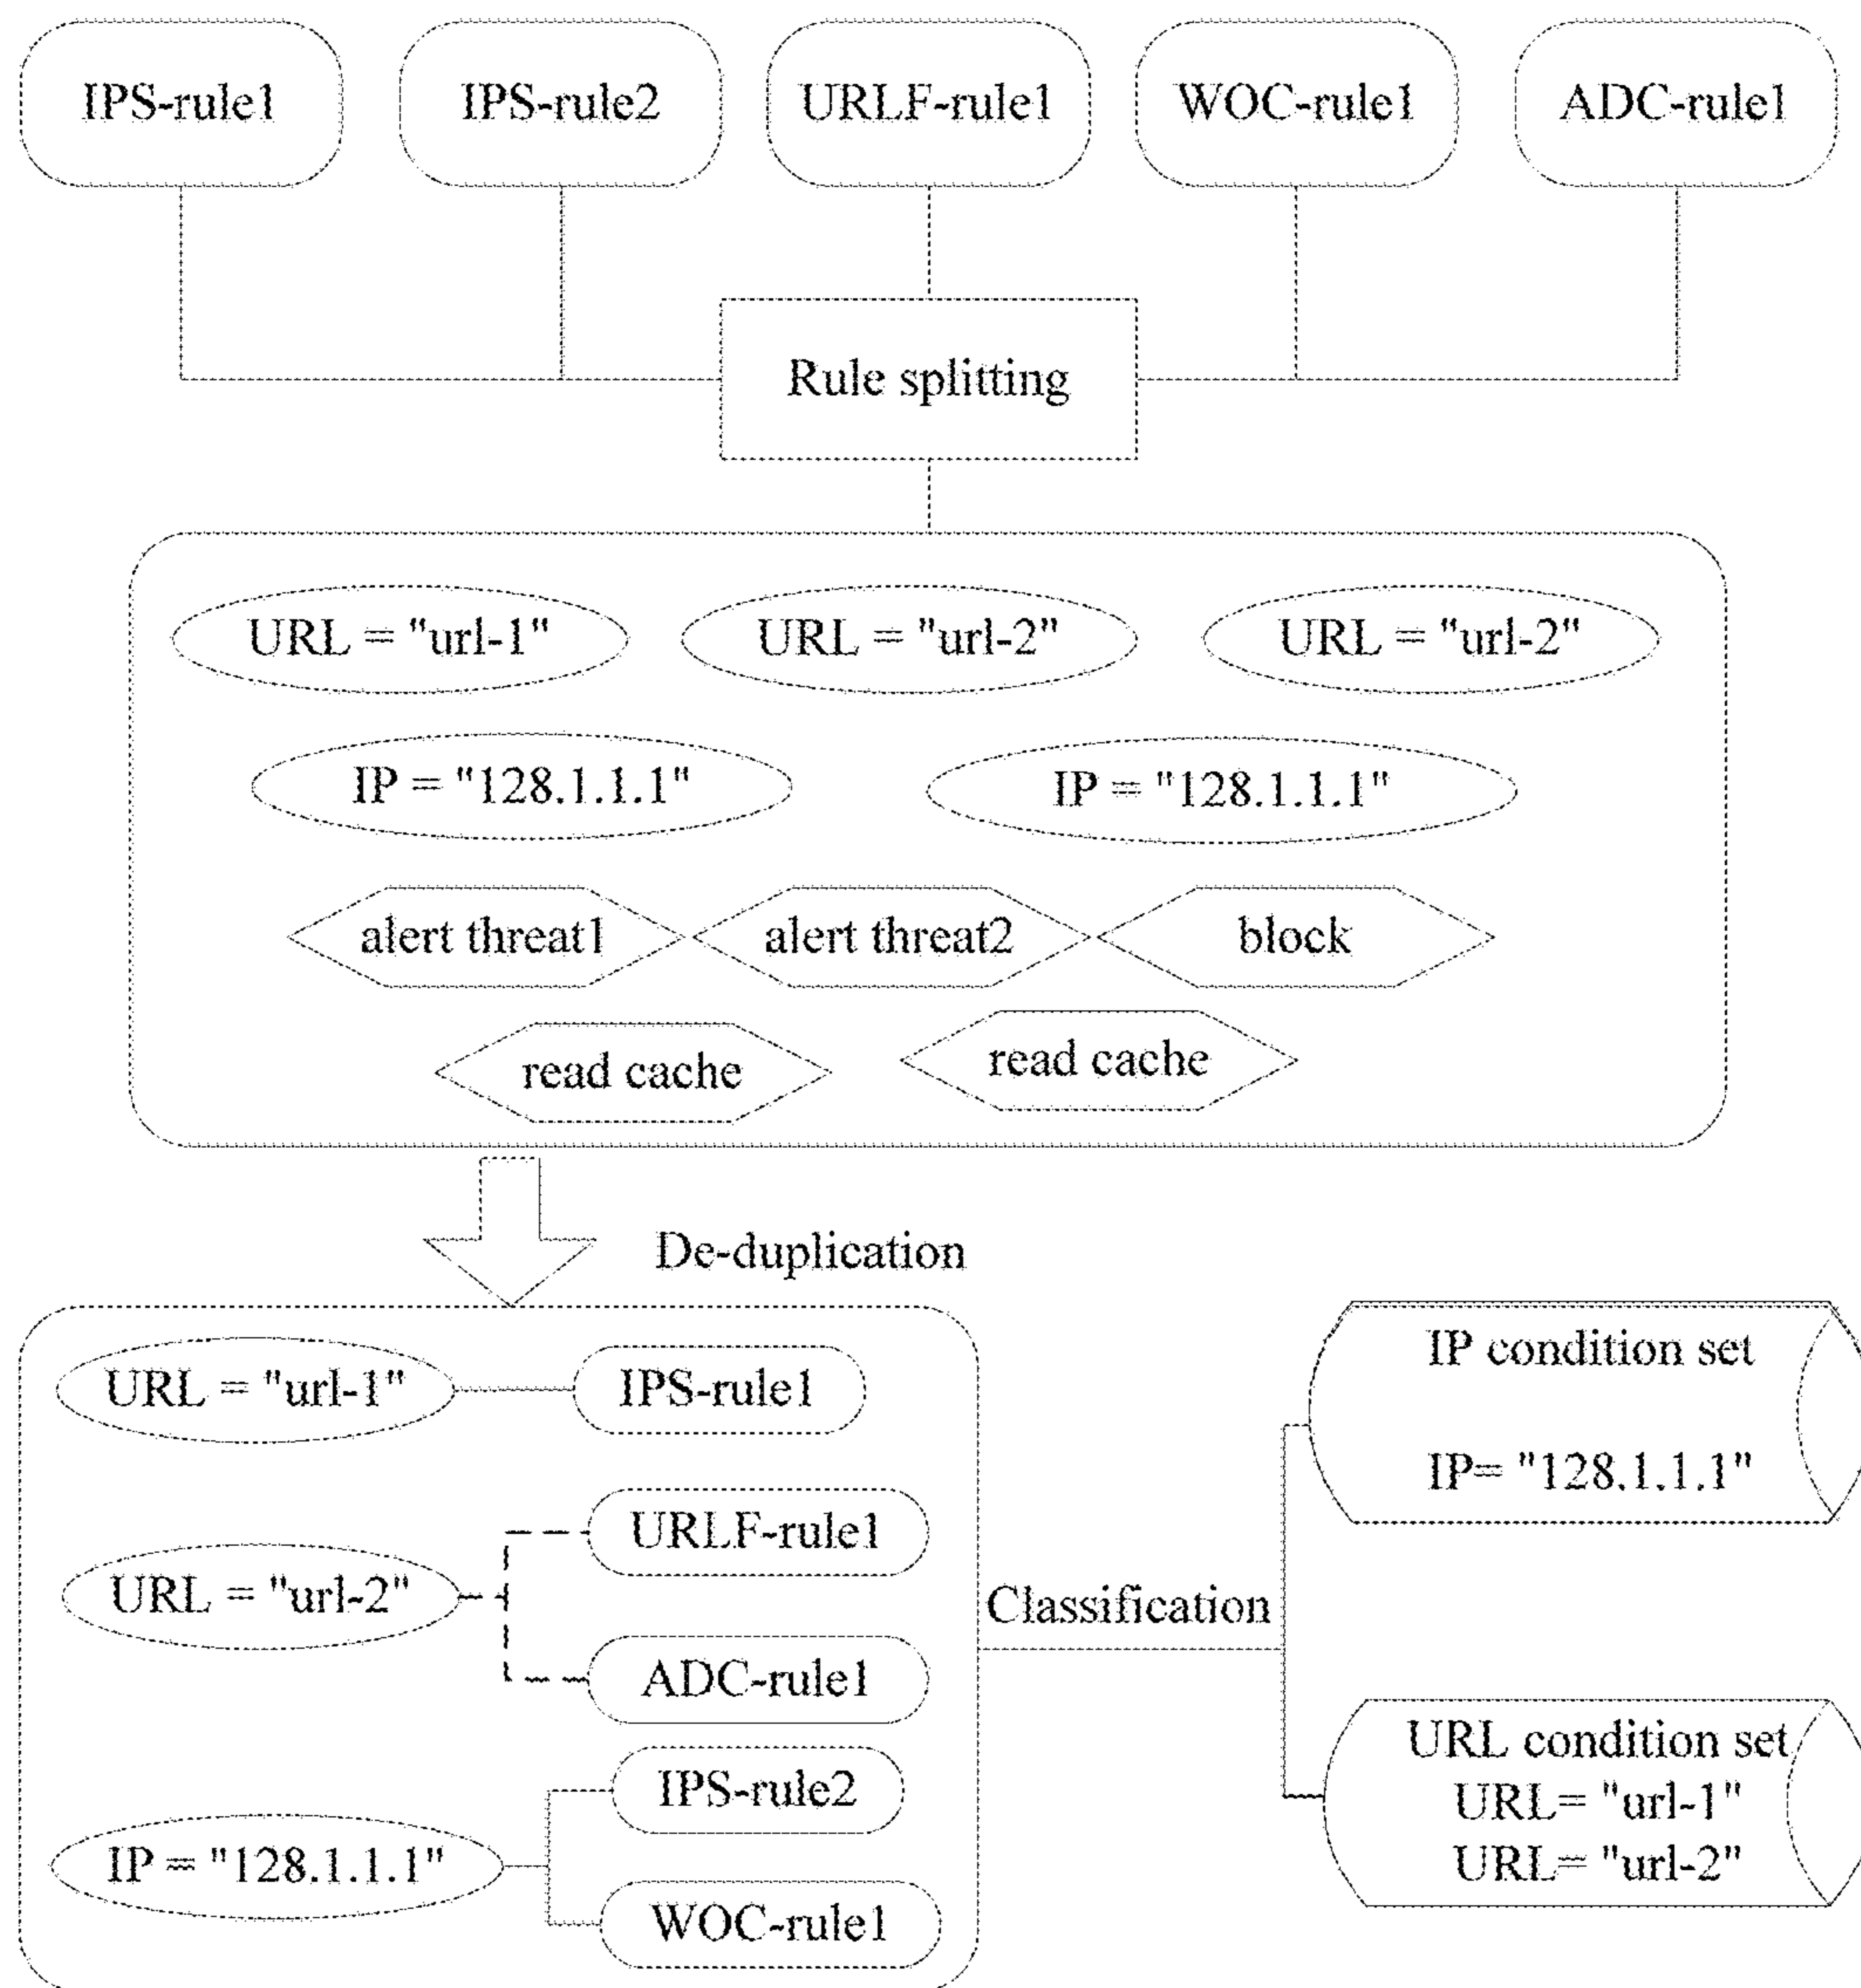 IPS-rule1
IPS-rule2
URLF-rule1
WOC-rule1
ADC-rule1
Rule splitting
URL = "url-1"
URL = "url-2"
URL = "url-2"
IP = "128.1.1.1"
IP = "128.1.1.1"
alert threat1
alert threat2
block
read cache
read cache
De-duplication
URL = "url-1"
IPS-rule1
URL = "url-2"
URLF-rule1
ADC-rule1
IP = "128.1.1.1"
IPS-rule2
WOC-rule1
Classification
IP condition set
IP= "128.1.1.1"
URL condition set
URL= "url-1"
URL= "url-2"